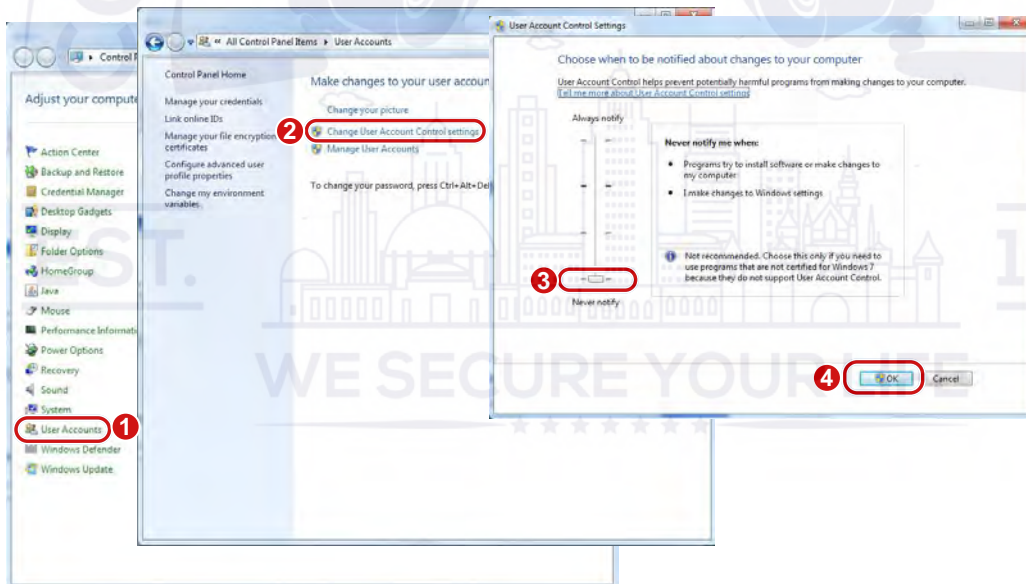 Control P
Adjust your compute
Action Center
Backup and Restore
Credential Manager
Desktop Gadgets
Display
Folder Options
HomeGroup
Java
Mouse
Performance Informati
Power Options
Recovery
Sound
System
User Accounts
1
Windows Defender
Windows Update
« All Control Panel Items ▸ User Accounts
Control Panel Home
Manage your credentials
Link online IDs
Manage your file encryption
certificates
Configure advanced user
profile properties
Change my environment
variables
Make changes to your user accoun
Change your picture
2
Change User Account Control settings
Manage User Accounts
To change your password, press Ctrl+Alt+Del
User Account Control Settings
Choose when to be notified about changes to your computer
User Account Control helps prevent potentially harmful programs from making changes to your computer.
Tell me more about User Account Control settings
Always notify
Never notify me when:
• Programs try to install software or make changes to
my computer
• I make changes to Windows settings
Not recommended. Choose this only if you need to
use programs that are not certified for Windows 7
because they do not support User Account Control.
3
Never notify
4
OK
Cancel
EST.
1
WE SECURE YOUR LIFE